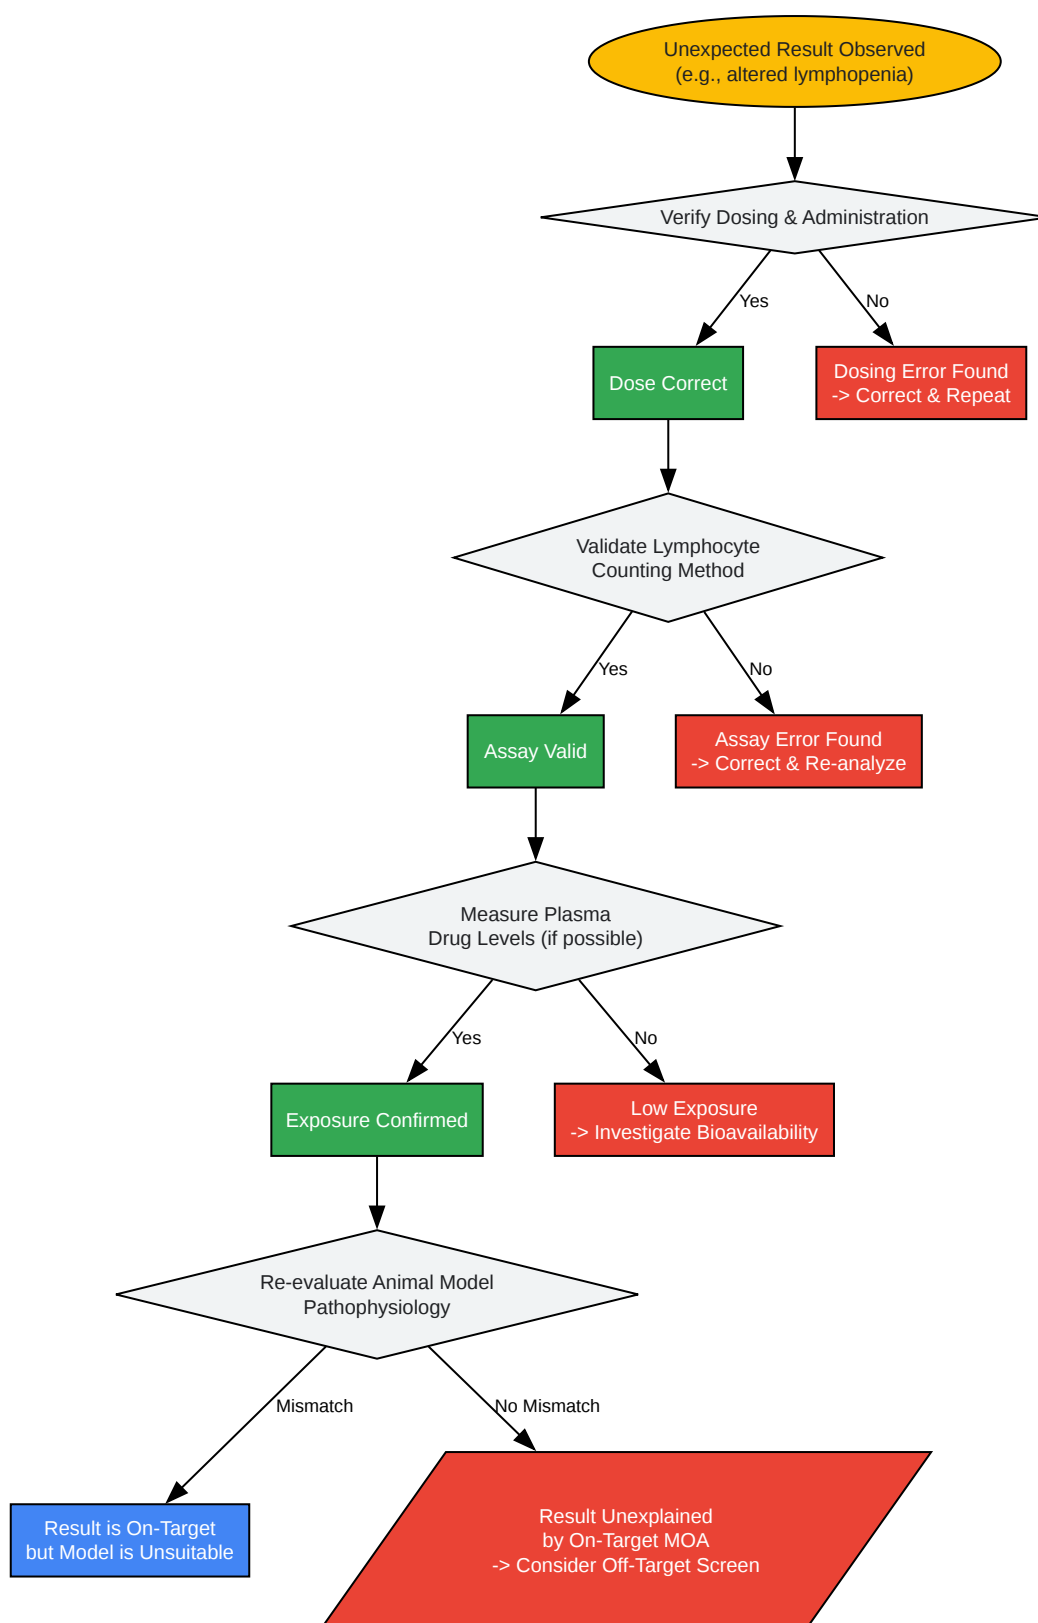 Unexpected Result Observed
(e.g., altered lymphopenia)
Verify Dosing & Administration
Yes
No
Dose Correct
Dosing Error Found
-> Correct & Repeat
Validate Lymphocyte
Counting Method
Yes
No
Assay Valid
Assay Error Found
-> Correct & Re-analyze
Measure Plasma
Drug Levels (if possible)
Yes
No
Exposure Confirmed
Low Exposure
-> Investigate Bioavailability
Re-evaluate Animal Model
Pathophysiology
Mismatch
No Mismatch
Result is On-Target
but Model is Unsuitable
Result Unexplained
by On-Target MOA
-> Consider Off-Target Screen